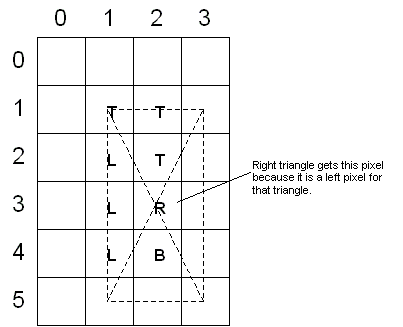 0 1 2 3
0
1 T T
2 L T
Right triangle gets this pixel
because it is a left pixel for
that triangle.
3 L R
4 L B
5